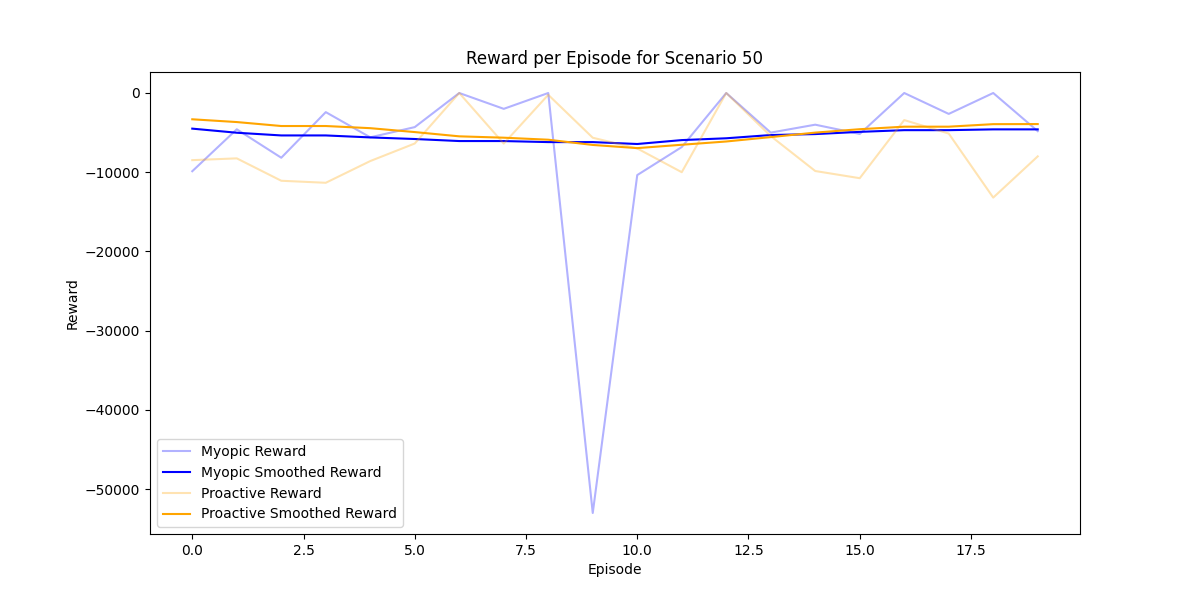 Reward per Episode for Scenario 50
Reward
0
−10000
−20000
−30000
−40000
−50000
Myopic Reward
Myopic Smoothed Reward
Proactive Reward
Proactive Smoothed Reward
0.0 2.5 5.0 7.5 10.0 12.5 15.0 17.5
Episode